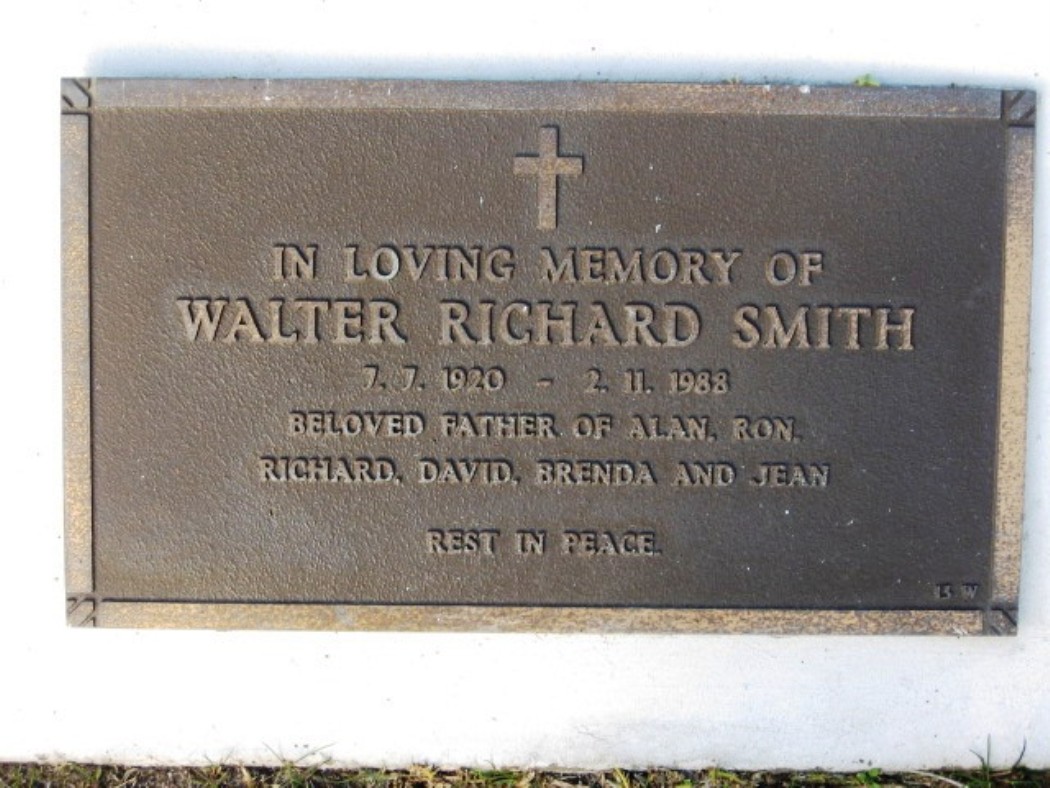 IN LOVING MEMORY OF
WALTER RICHARD SMITH
7. 7. 1920 - 2. 11. 1988
BELOVED FATHER OF ALAN, RON,
RICHARD, DAVID, BRENDA AND JEAN
REST IN PEACE.
15 W